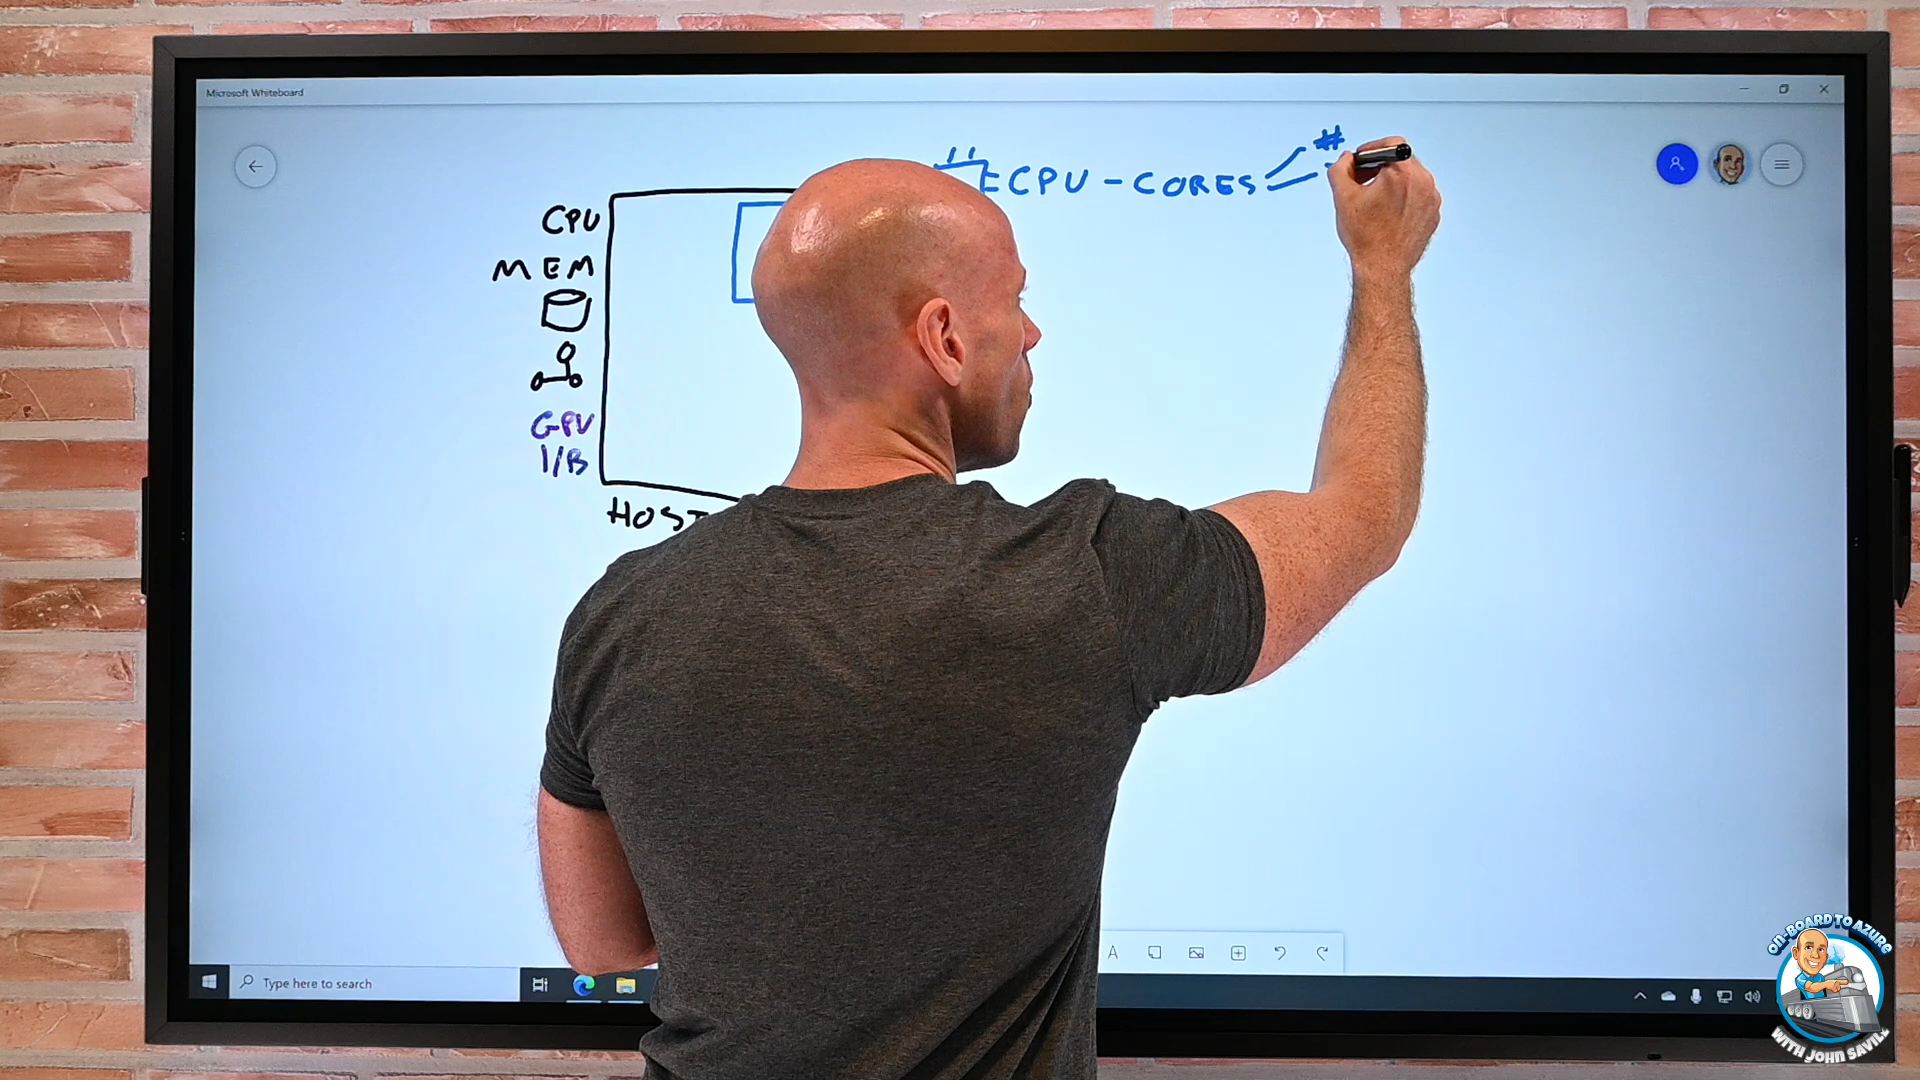 Microsoft Whiteboard
#
CPU - CORES
CPU
MEM
GPU
I/B
HOST
A
Type here to search
ON-BOARD TO AZURE
WITH JOHN SAVILL